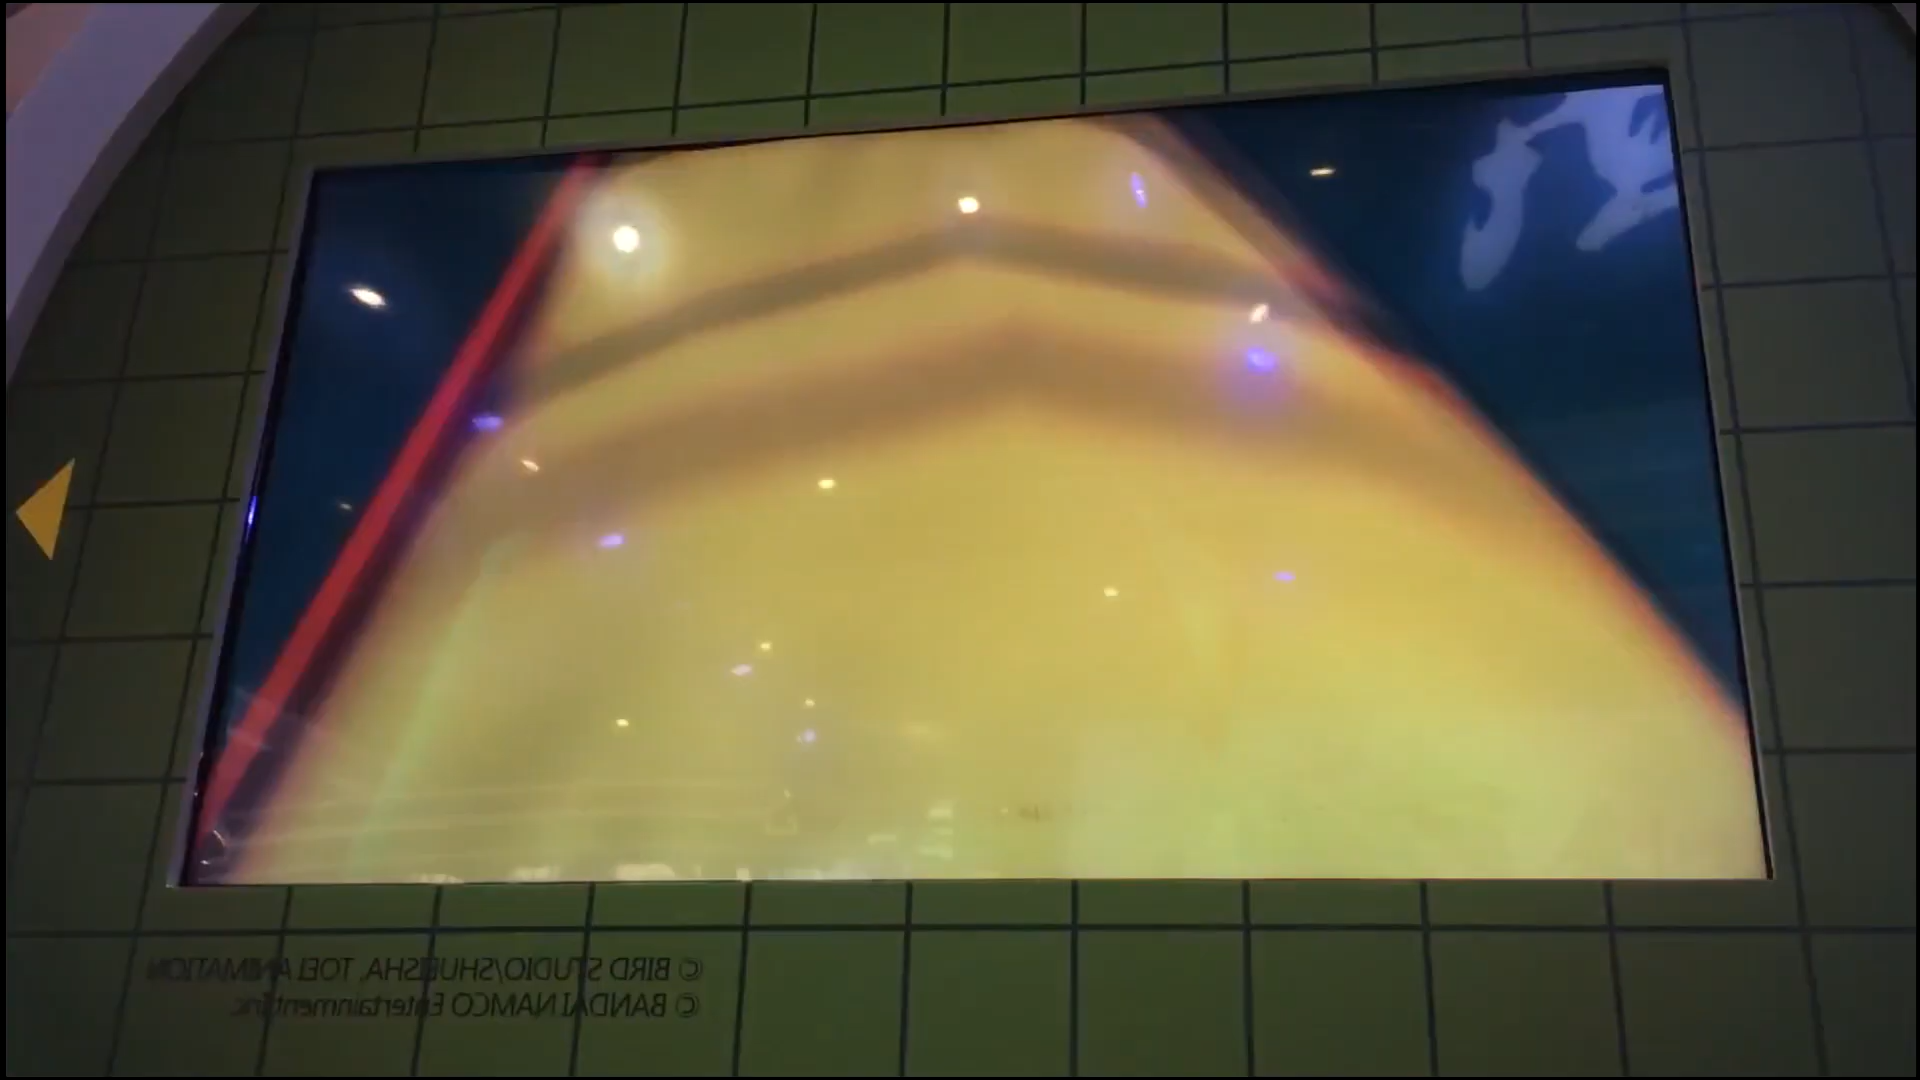 © BIRD STUDIO/SHUEISHA, TOEI ANIMATION
© BANDAI NAMCO Entertainment Inc.